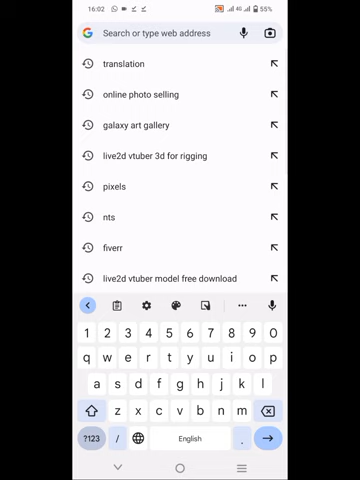 16:02
4G
55%
Search or type web address
translation
online photo selling
galaxy art gallery
live2d vtuber 3d for rigging
pixels
nts
fiverr
live2d vtuber model free download
1 2 3 4 5 6 7 8 9 0
q w e r t y u i o p
a s d f g h j k l
z x c v b n m
?123 / English .